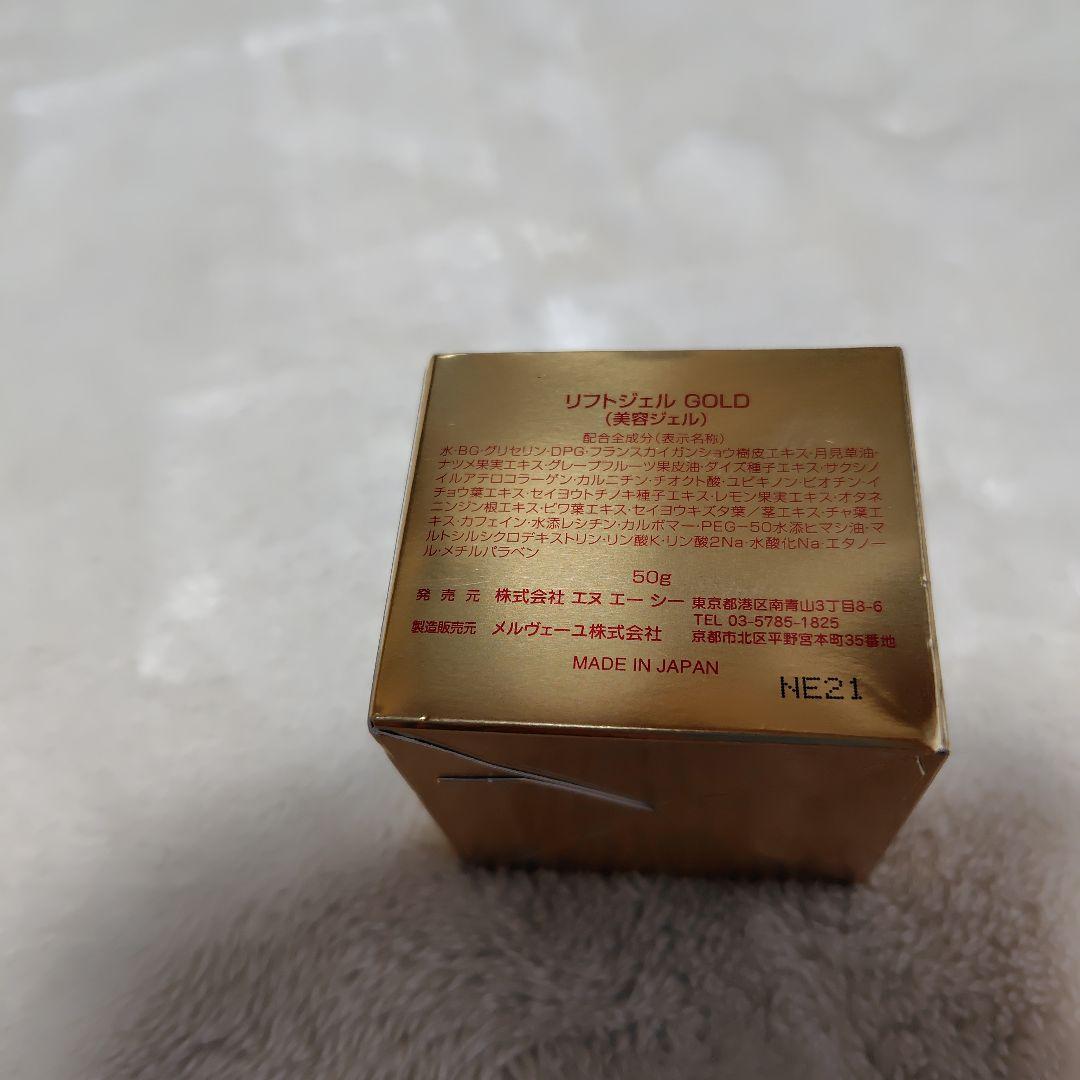 リフトジェル GOLD
(美容ジェル)
配合全成分(表示名称)
水・BG・グリセリン・DPG・フランスカイガンショウ樹皮エキス・月見草油・
ナツメ果実エキス・グレープフルーツ果皮油・ダイズ種子エキス・サクシノ
イルアテロコラーゲン・カルニチン・チオクト酸・ユビキノン・ビオチン・イ
チョウ葉エキス・セイヨウトチノキ種子エキス・レモン果実エキス・オタネ
ニンジン根エキス・ビワ葉エキス・セイヨウキズタ葉/茎エキス・チャ葉エ
キス・カフェイン・水添レシチン・カルボマー・PEG-50水添ヒマシ油・マ
ルトシルシクロデキストリン・リン酸K・リン酸2Na・水酸化Na・エタノー
ル・メチルパラベン
50g
発売元 株式会社 エヌ エー シー 東京都港区南青山3丁目8-6
TEL 03-5785-1825
製造販売元 メルヴェーユ株式会社 京都市北区平野宮本町35番地
MADE IN JAPAN
NE21